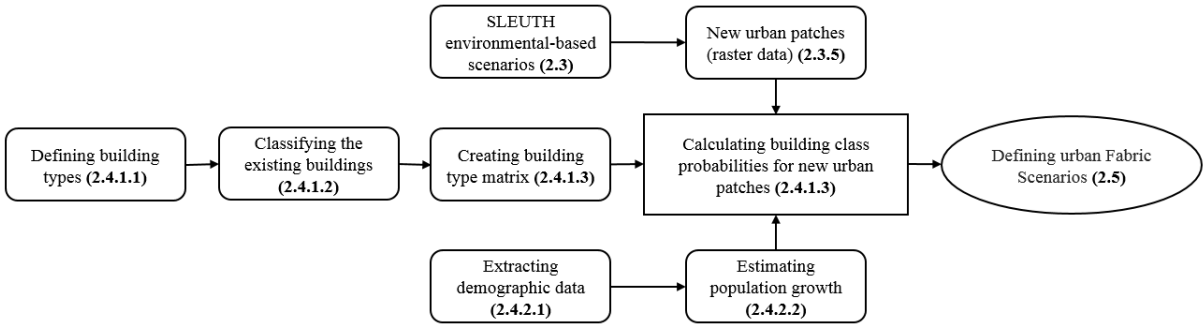 SLEUTH
environmental-based
scenarios (2.3)
New urban patches
(raster data) (2.3.5)
Defining building
types (2.4.1.1)
Classifying the
existing buildings
(2.4.1.2)
Creating building
type matrix (2.4.1.3)
Calculating building class
probabilities for new urban
patches (2.4.1.3)
Defining urban Fabric
Scenarios (2.5)
Extracting
demographic data
(2.4.2.1)
Estimating
population growth
(2.4.2.2)